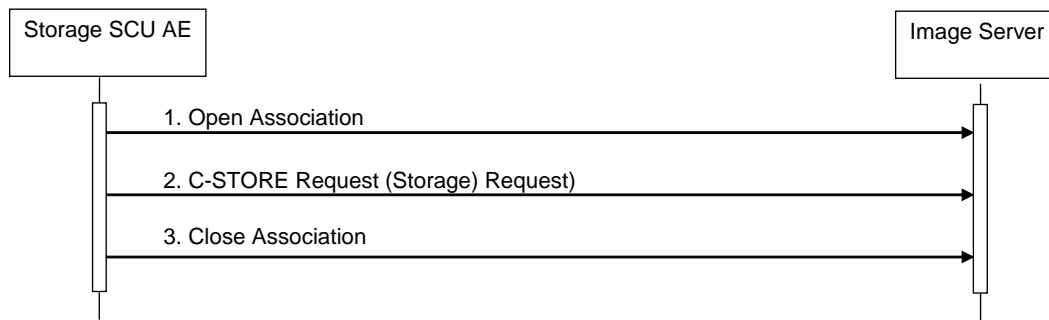 Storage SCU AE
Image Server
1. Open Association
2. C-STORE Request (Storage) Request)
3. Close Association